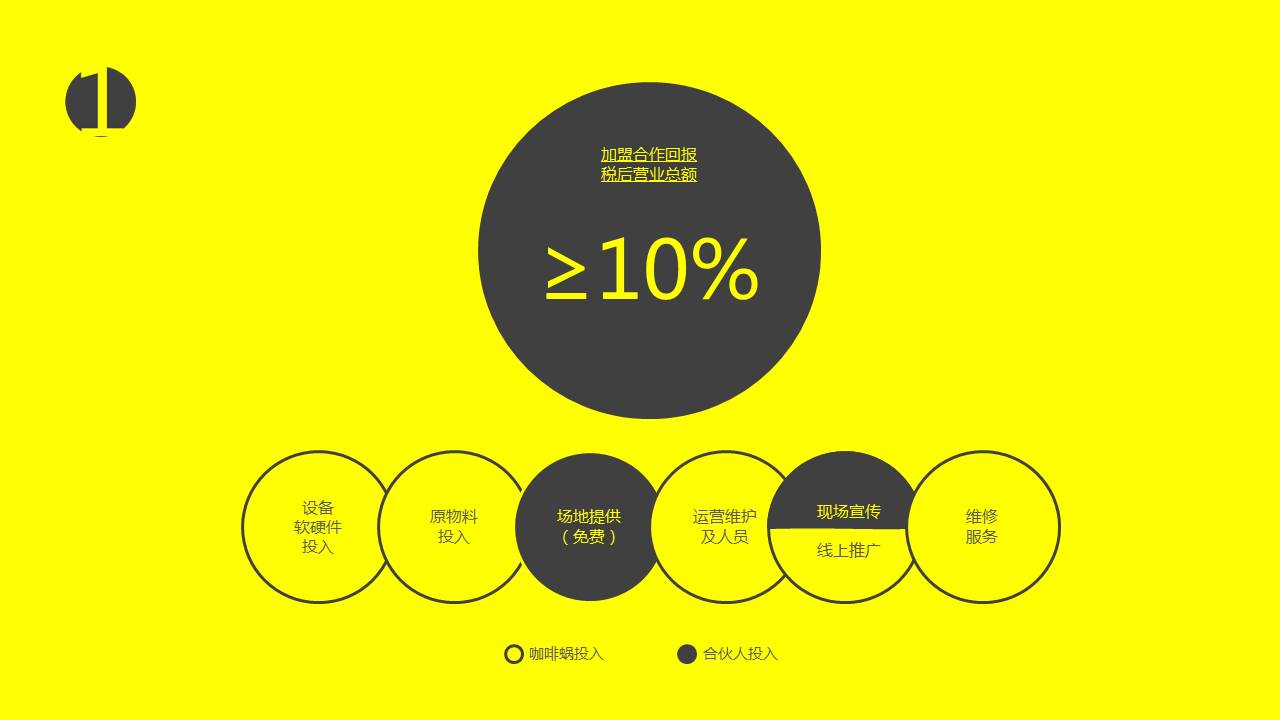 1
加盟合作回报
税后营业总额
≥10%
设备
软硬件
投入
原物料
投入
场地提供
（免费）
运营维护
及人员
现场宣传
线上推广
维修
服务
咖啡蜗投入
合伙人投入